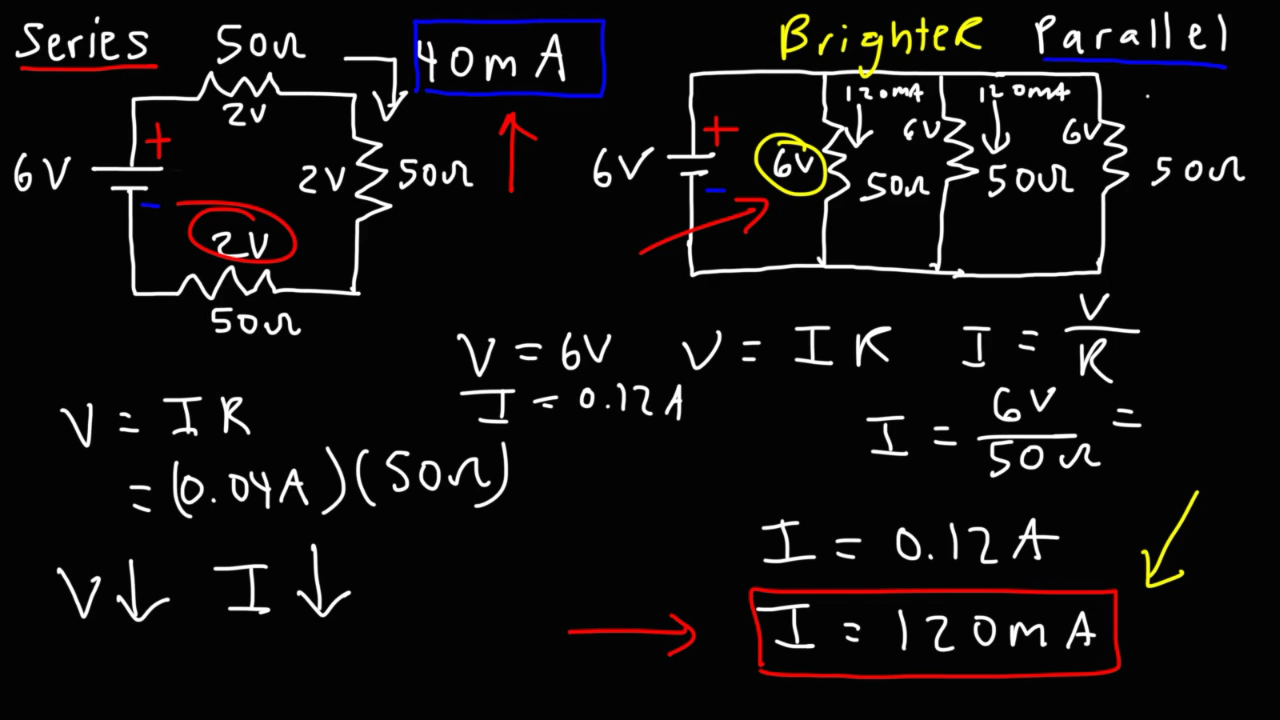 Series
50Ω
40mA
2V
+
6V
2V
50Ω
-
2V
50Ω
BrighteR
Parallel
120mA
120mA
+
6V
6V
6V
6V
50Ω
50Ω
50Ω
-
V = 6V
I = 0.12A
V = IR
I = V/R
I = 6V/50Ω =
V = IR
= (0.04A)(50Ω)
V↓ I↓
I = 0.12A
I = 120mA